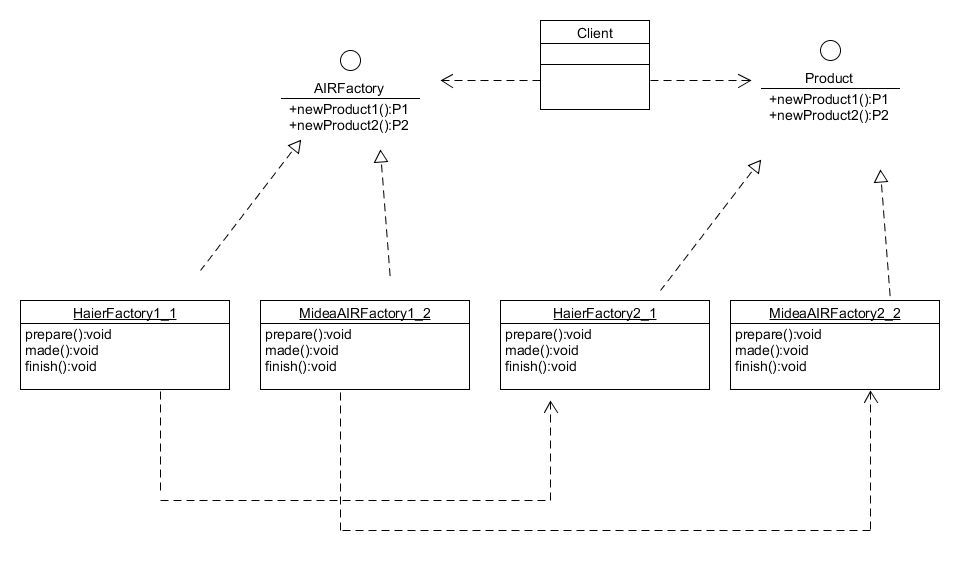 Client
AIRFactory
+newProduct1():P1
+newProduct2():P2
Product
+newProduct1():P1
+newProduct2():P2
HaierFactory1_1
prepare():void
made():void
finish():void
MideaAIRFactory1_2
prepare():void
made():void
finish():void
HaierFactory2_1
prepare():void
made():void
finish():void
MideaAIRFactory2_2
prepare():void
made():void
finish():void